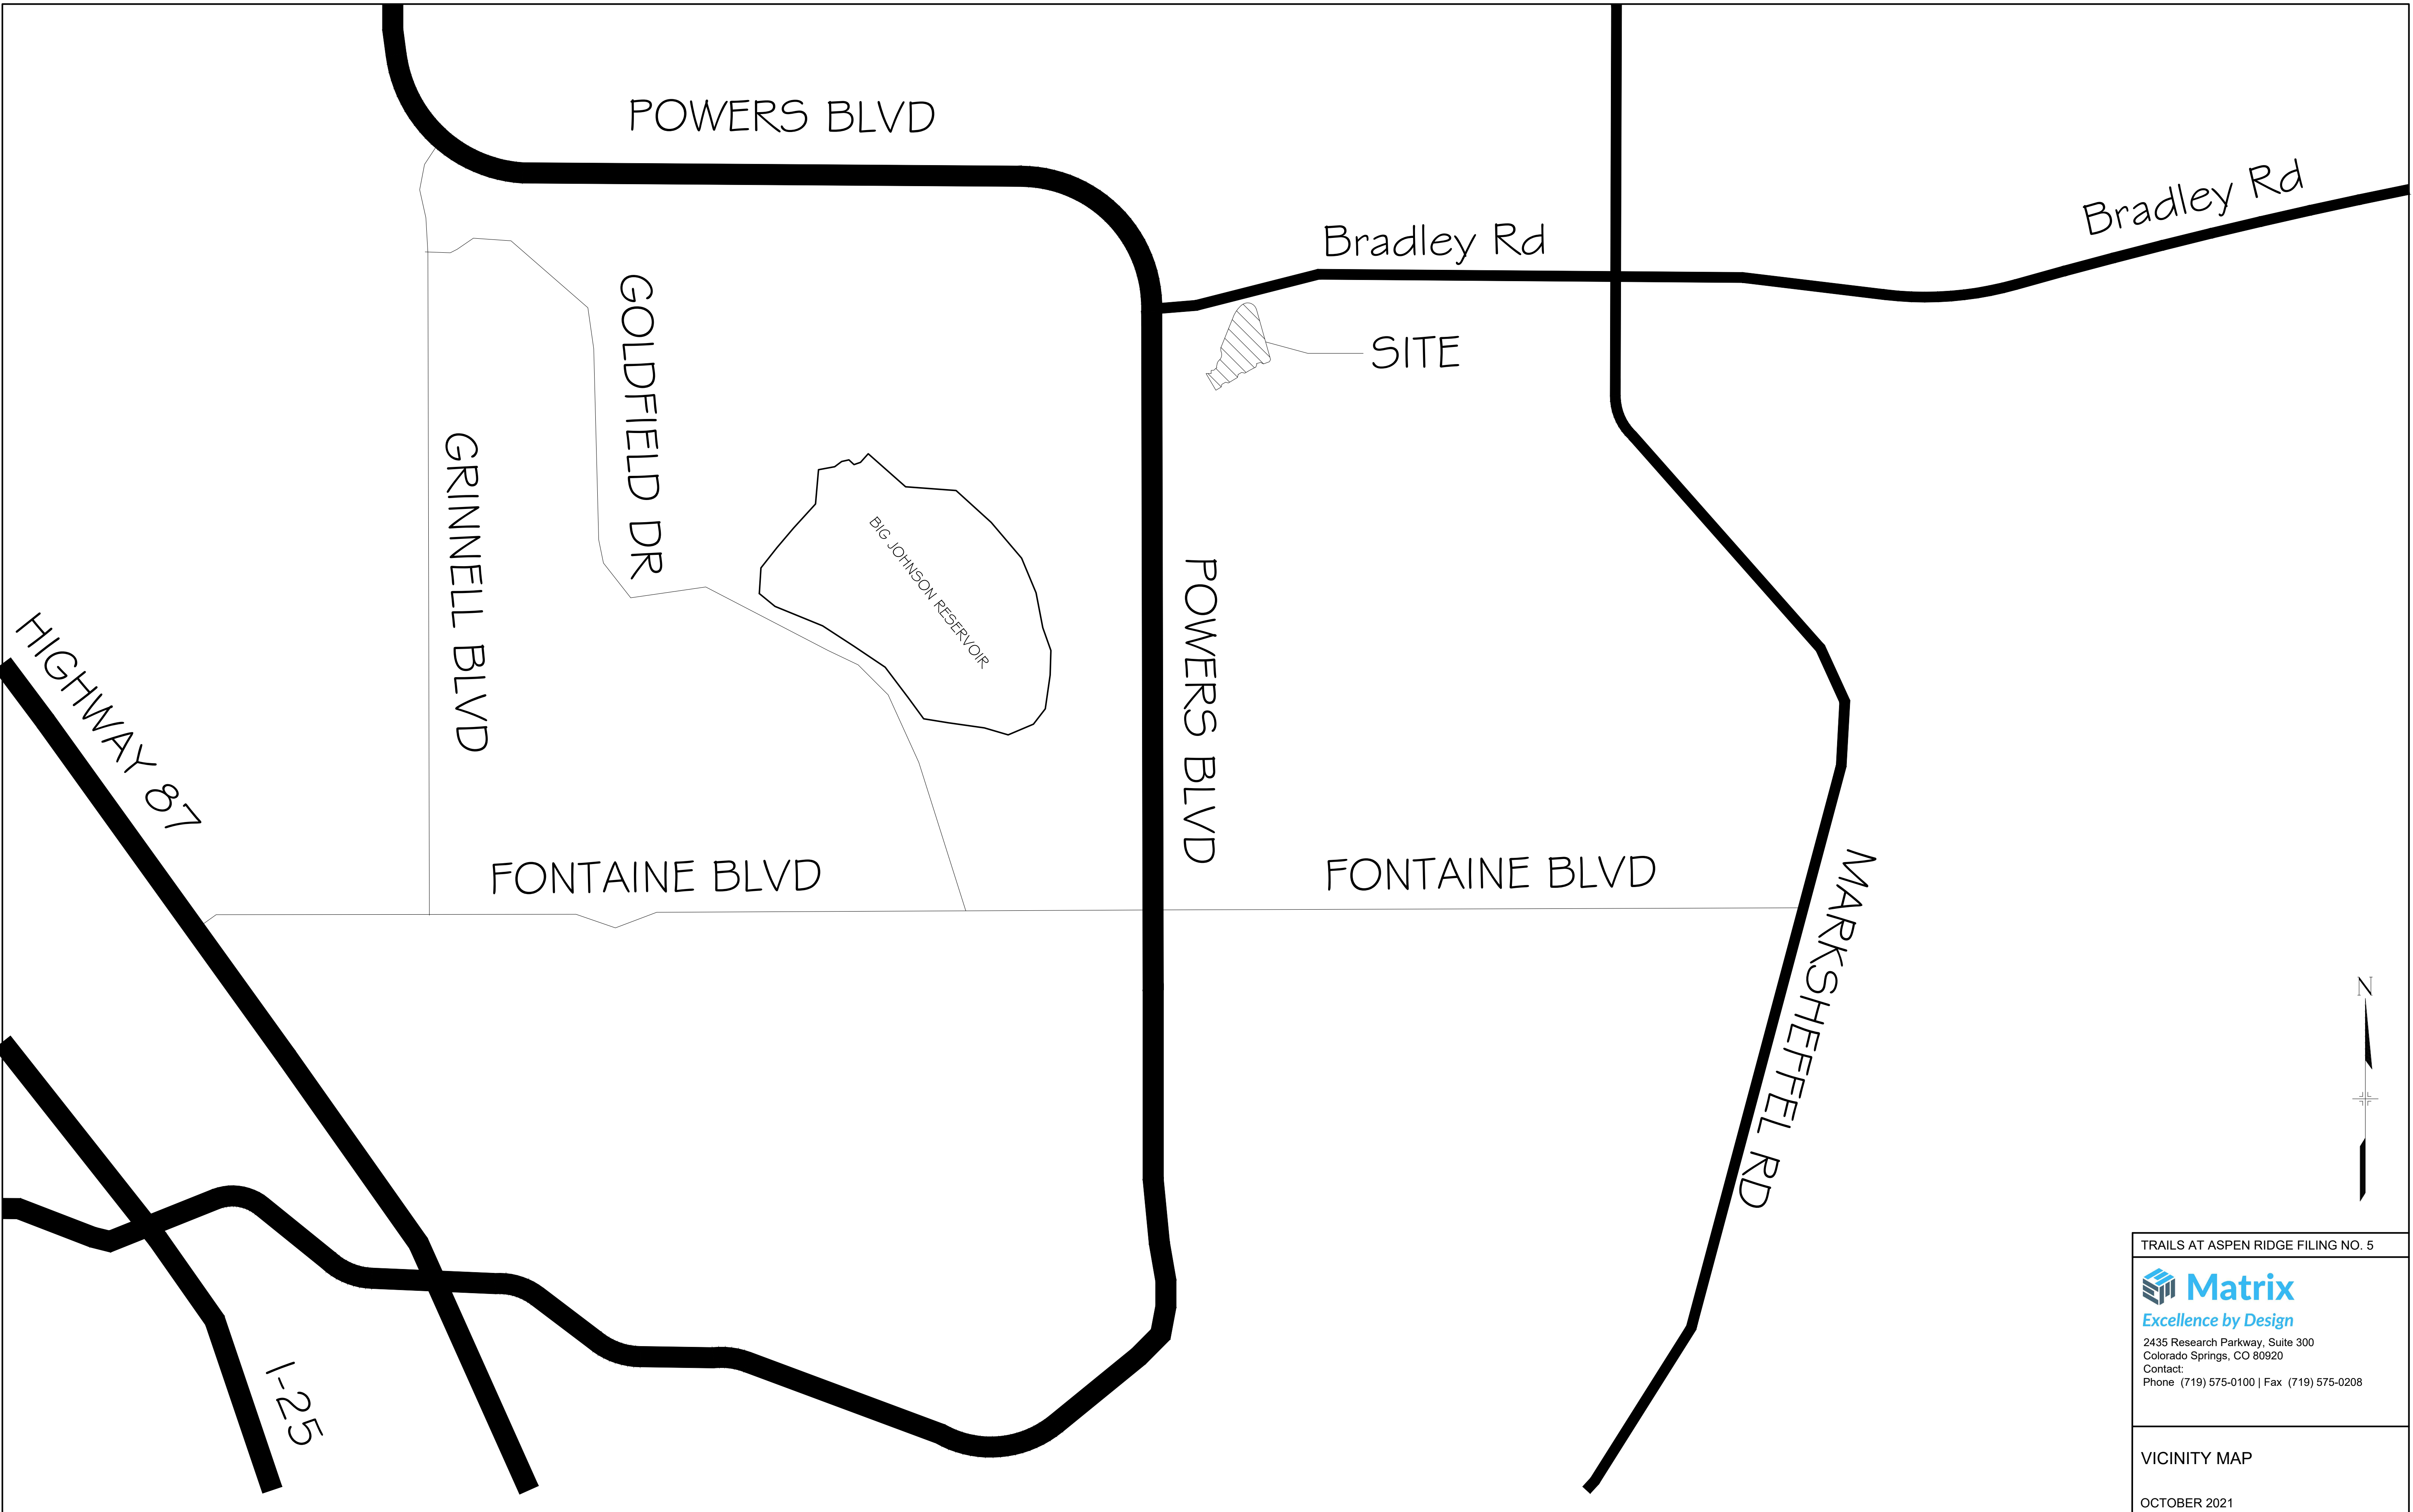 POWERS BLVD
Bradley Rd
Bradley Rd
GOLDFIELD DR
SITE
GRINNELL BLVD
BIG JOHNSON RESERVOIR
POWERS BLVD
HIGHWAY 87
FONTAINE BLVD
FONTAINE BLVD
MARKSHEFFEL RD
N
I-25
TRAILS AT ASPEN RIDGE FILING NO. 5
Matrix
Excellence by Design
2435 Research Parkway, Suite 300
Colorado Springs, CO 80920
Contact:
Phone (719) 575-0100 | Fax (719) 575-0208
VICINITY MAP
OCTOBER 2021